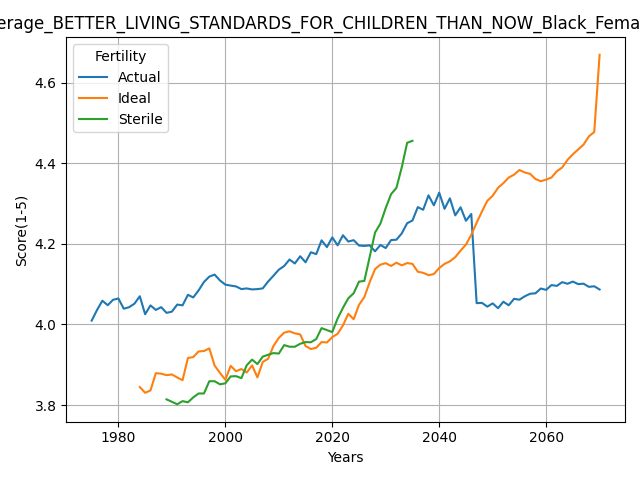 erage_BETTER_LIVING_STANDARDS_FOR_CHILDREN_THAN_NOW_Black_Fema
Fertility
Actual
Ideal
Sterile
Score(1-5)
4.6
4.4
4.2
4.0
3.8
1980 2000 2020 2040 2060
Years